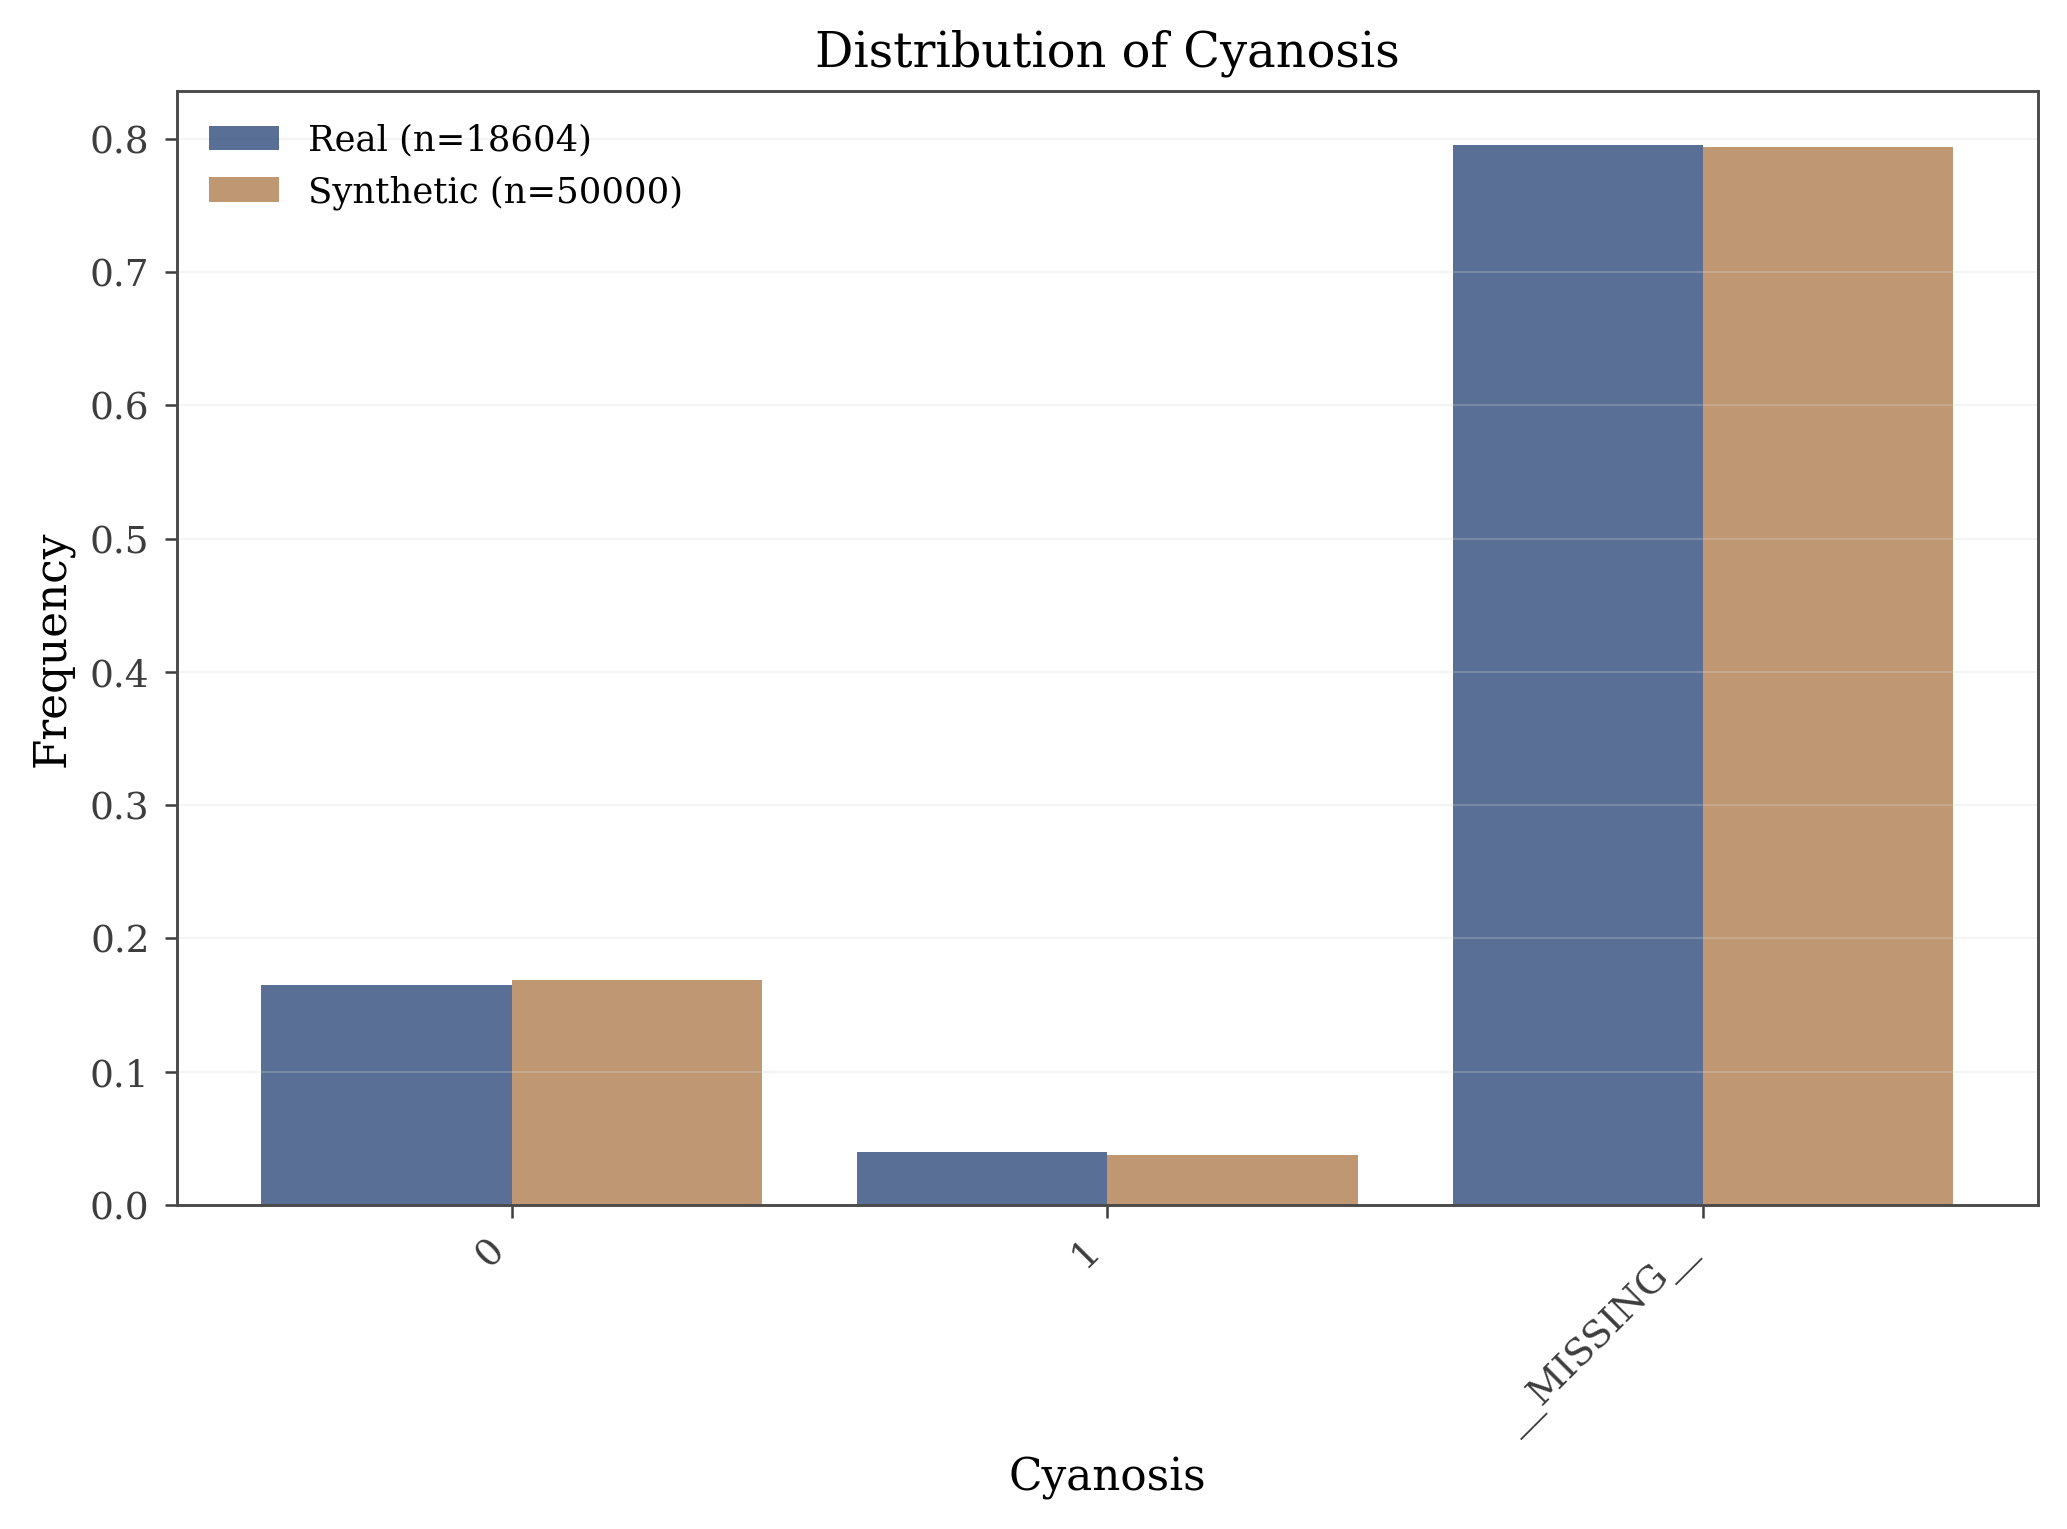 Distribution of Cyanosis
Real (n=18604)
Synthetic (n=50000)
Frequency
0.8
0.7
0.6
0.5
0.4
0.3
0.2
0.1
0.0
0
1
__MISSING__
Cyanosis